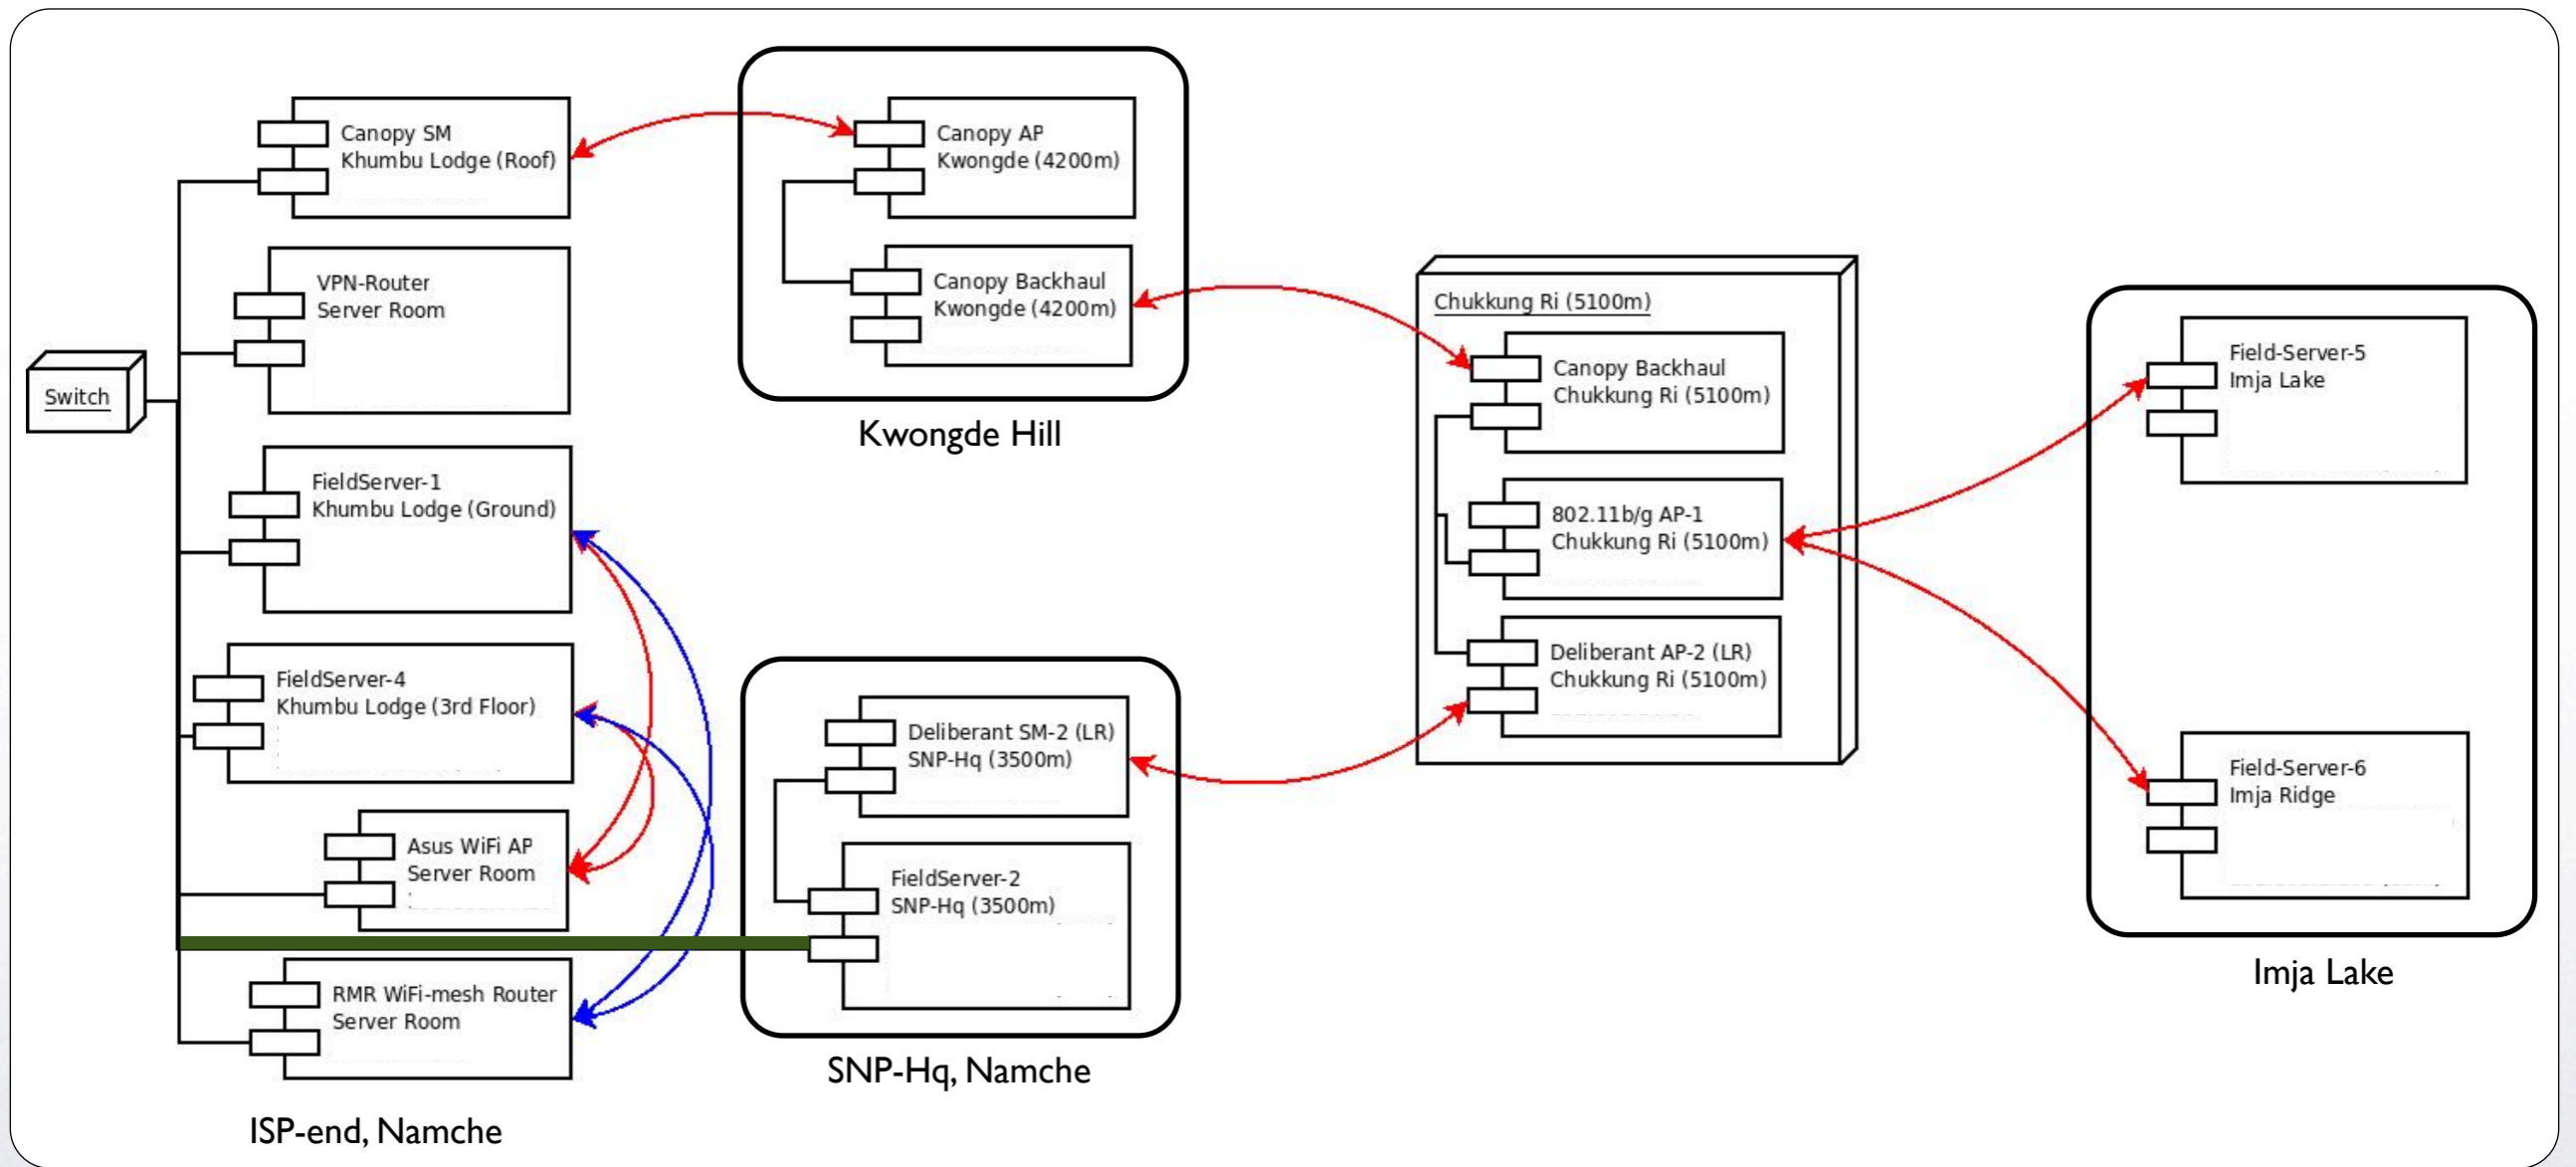 Switch
Canopy SM
Khumbu Lodge (Roof)
VPN-Router
Server Room
FieldServer-1
Khumbu Lodge (Ground)
FieldServer-4
Khumbu Lodge (3rd Floor)
Asus WiFi AP
Server Room
RMR WiFi-mesh Router
Server Room
ISP-end, Namche
Canopy AP
Kwongde (4200m)
Canopy Backhaul
Kwongde (4200m)
Kwongde Hill
Deliberant SM-2 (LR)
SNP-Hq (3500m)
FieldServer-2
SNP-Hq (3500m)
SNP-Hq, Namche
Chukkung Ri (5100m)
Canopy Backhaul
Chukkung Ri (5100m)
802.11b/g AP-1
Chukkung Ri (5100m)
Deliberant AP-2 (LR)
Chukkung Ri (5100m)
Field-Server-5
Imja Lake
Field-Server-6
Imja Ridge
Imja Lake